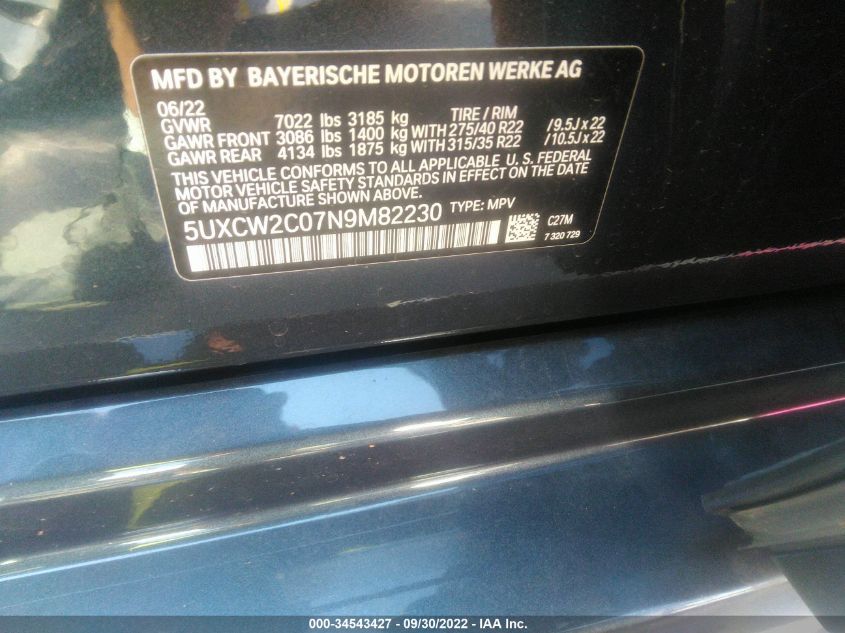 MFD BY BAYERISCHE MOTOREN WERKE AG
06/22 TIRE / RIM
GVWR 7022 lbs 3185 kg
GAWR FRONT 3086 lbs 1400 kg WITH 275/40 R22 /9.5J x 22
GAWR REAR 4134 lbs 1875 kg WITH 315/35 R22 /10.5J x 22
THIS VEHICLE CONFORMS TO ALL APPLICABLE U. S. FEDERAL
MOTOR VEHICLE SAFETY STANDARDS IN EFFECT ON THE DATE
OF MANUFACTURE SHOWN ABOVE.
5UXCW2C07N9M82230 TYPE: MPV
C27M
7 320 729
000-34543427 - 09/30/2022 - IAA Inc.